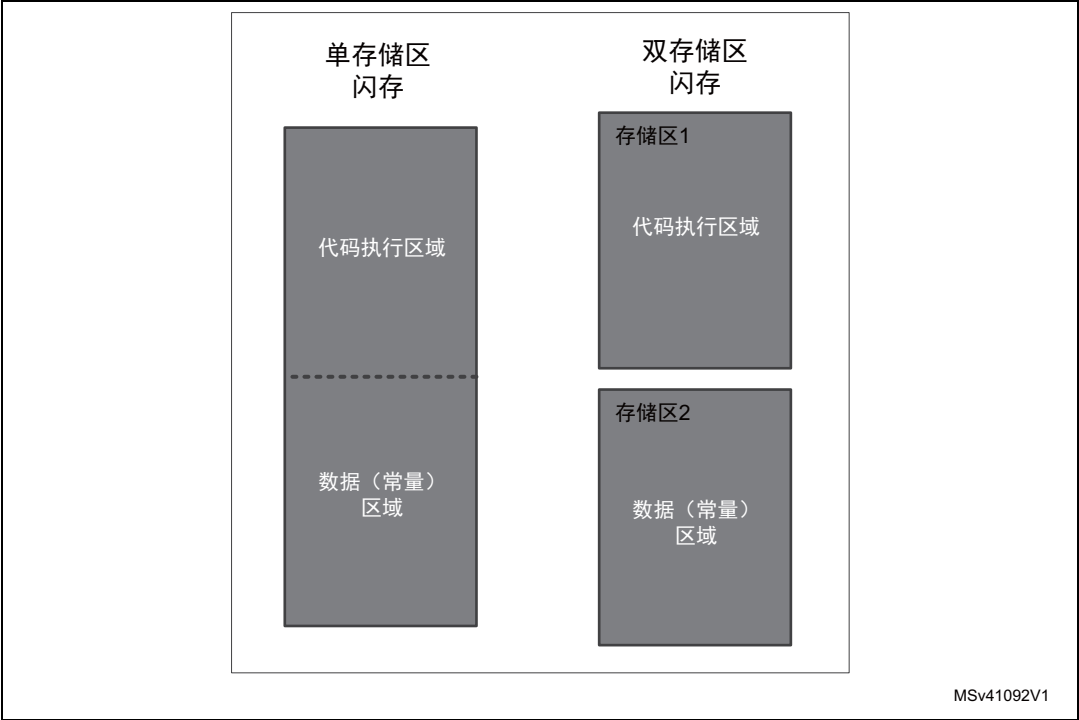 单存储区
闪存
代码执行区域
数据（常量）
区域
双存储区
闪存
存储区1
代码执行区域
存储区2
数据（常量）
区域
MSv41092V1